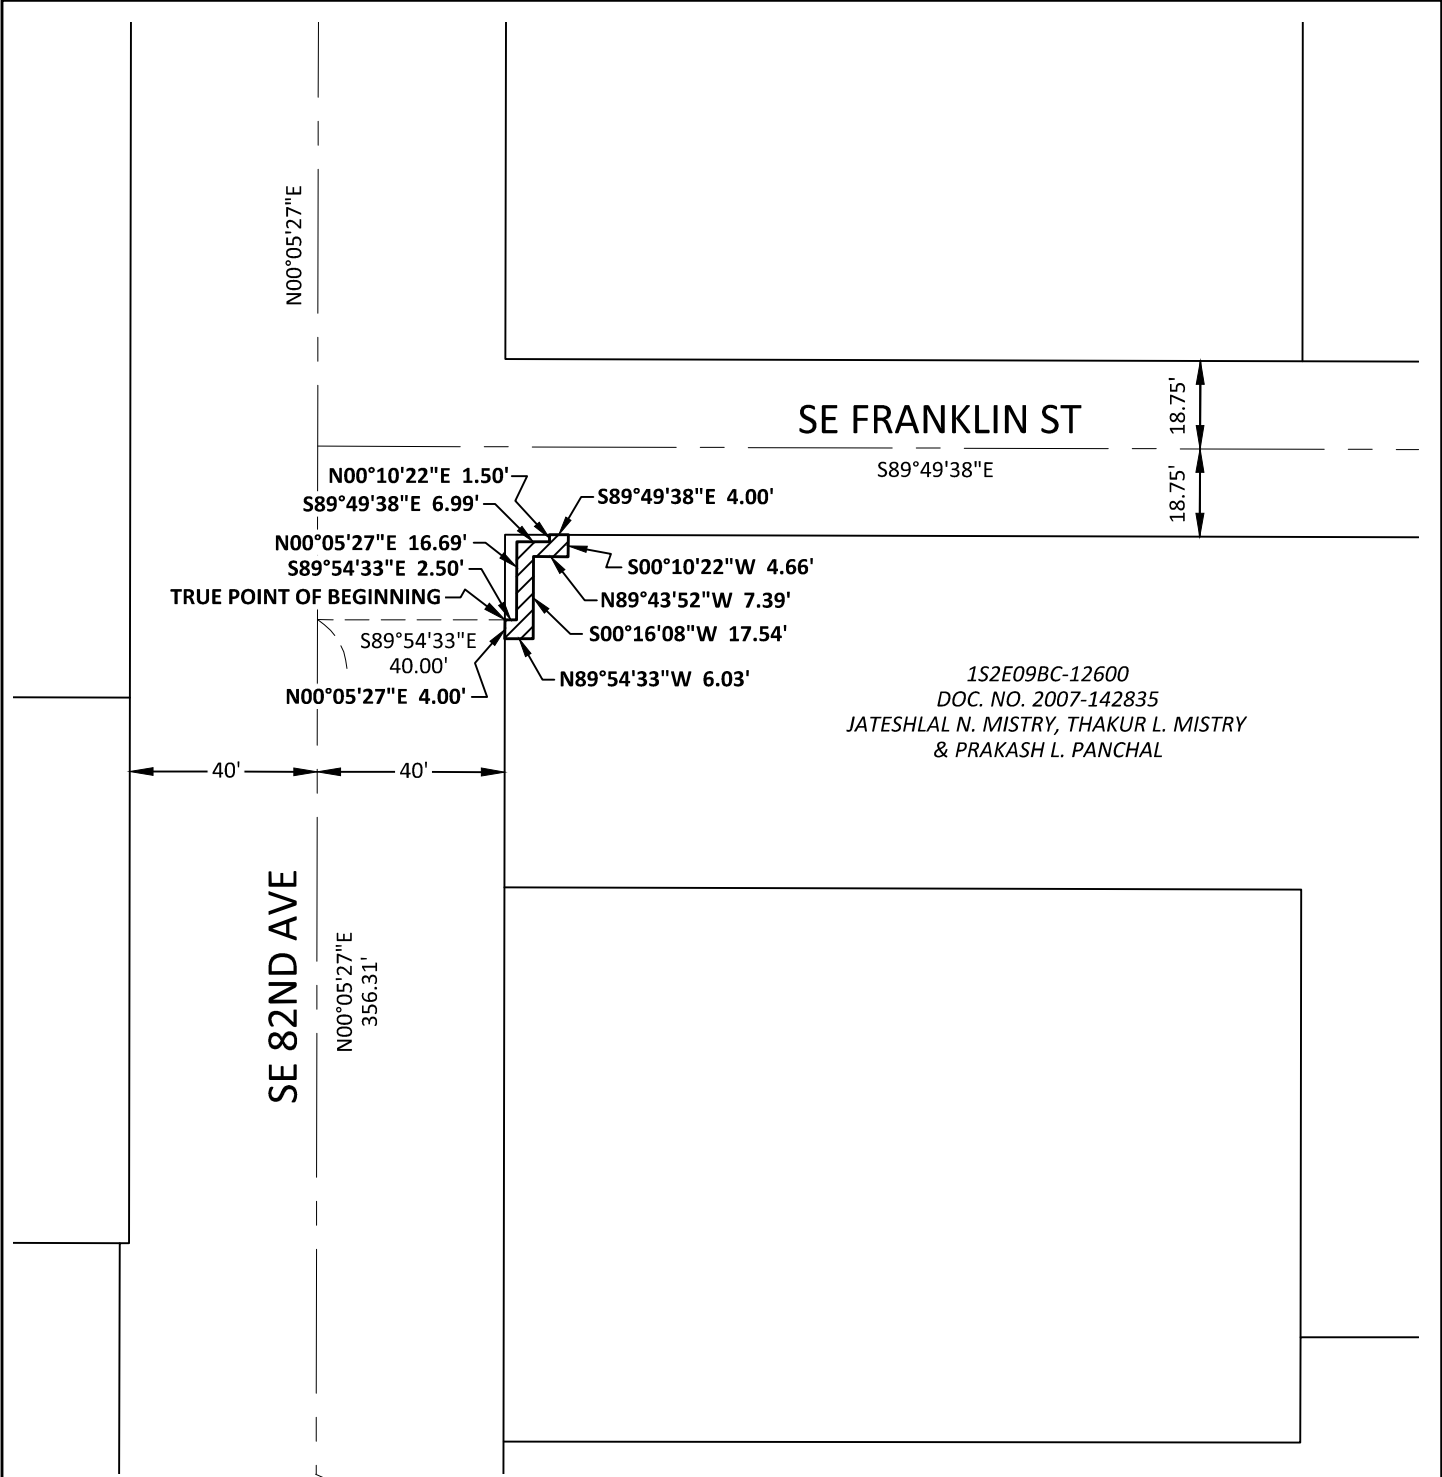 N00°05'27"E
SE FRANKLIN ST
18.75'
18.75'
S89°49'38"E
N00°10'22"E 1.50'
S89°49'38"E 6.99'
S89°49'38"E 4.00'
N00°05'27"E 16.69'
S89°54'33"E 2.50'
TRUE POINT OF BEGINNING
S00°10'22"W 4.66'
N89°43'52"W 7.39'
S00°16'08"W 17.54'
S89°54'33"E
40.00'
N00°05'27"E 4.00'
N89°54'33"W 6.03'
1S2E09BC-12600
DOC. NO. 2007-142835
JATESHLAL N. MISTRY, THAKUR L. MISTRY
& PRAKASH L. PANCHAL
40'
40'
SE 82ND AVE
N00°05'27"E
356.31'